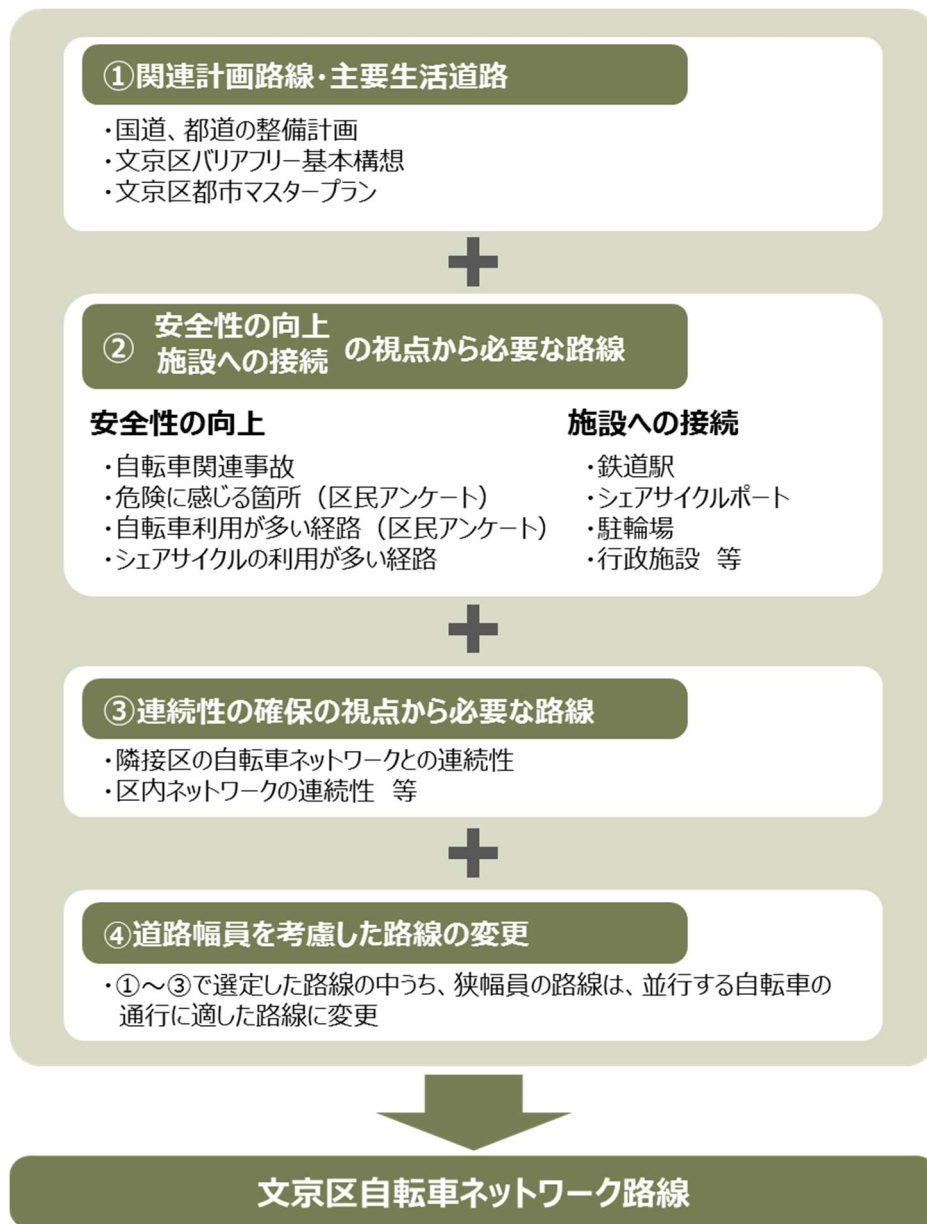 ①関連計画路線・主要生活道路
・国道、都道の整備計画
・文京区バリアフリー基本構想
・文京区都市マスタープラン
+
② 安全性の向上
施設への接続 の視点から必要な路線
安全性の向上
・自転車関連事故
・危険に感じる箇所（区民アンケート）
・自転車利用が多い経路（区民アンケート）
・シェアサイクルの利用が多い経路
施設への接続
・鉄道駅
・シェアサイクルポート
・駐輪場
・行政施設 等
+
③連続性の確保の視点から必要な路線
・隣接区の自転車ネットワークとの連続性
・区内ネットワークの連続性 等
+
④道路幅員を考慮した路線の変更
・①～③で選定した路線の中うち、狭幅員の路線は、並行する自転車の
通行に適した路線に変更
文京区自転車ネットワーク路線